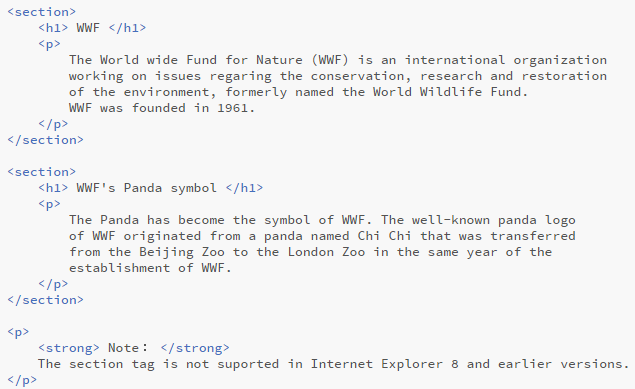 <section>
<h1> WWF </h1>
<p>
The World wide Fund for Nature (WWF) is an international organization
working on issues regaring the conservation, research and restoration
of the environment, formerly named the World Wildlife Fund.
WWF was founded in 1961.
</p>
</section>
<section>
<h1> WWF's Panda symbol </h1>
<p>
The Panda has become the symbol of WWF. The well-known panda logo
of WWF originated from a panda named Chi Chi that was transferred
from the Beijing Zoo to the London Zoo in the same year of the
establishment of WWF.
</p>
</section>
<p>
<strong> Note： </strong>
The section tag is not suported in Internet Explorer 8 and earlier versions.
</p>